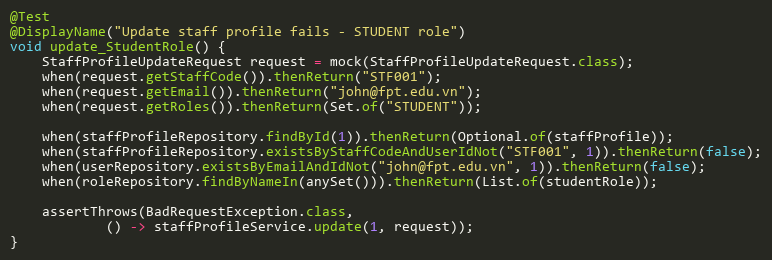 @Test
@DisplayName("Update staff profile fails - STUDENT role")
void update_StudentRole() {
    StaffProfileUpdateRequest request = mock(StaffProfileUpdateRequest.class);
    when(request.getStaffCode()).thenReturn("STF001");
    when(request.getEmail()).thenReturn("john@fpt.edu.vn");
    when(request.getRoles()).thenReturn(Set.of("STUDENT"));

    when(staffProfileRepository.findById(1)).thenReturn(Optional.of(staffProfile));
    when(staffProfileRepository.existsByStaffCodeAndUserIdNot("STF001", 1)).thenReturn(false);
    when(userRepository.existsByEmailAndIdNot("john@fpt.edu.vn", 1)).thenReturn(false);
    when(roleRepository.findByNameIn(anySet())).thenReturn(List.of(studentRole));

    assertThrows(BadRequestException.class,
            () -> staffProfileService.update(1, request));
}